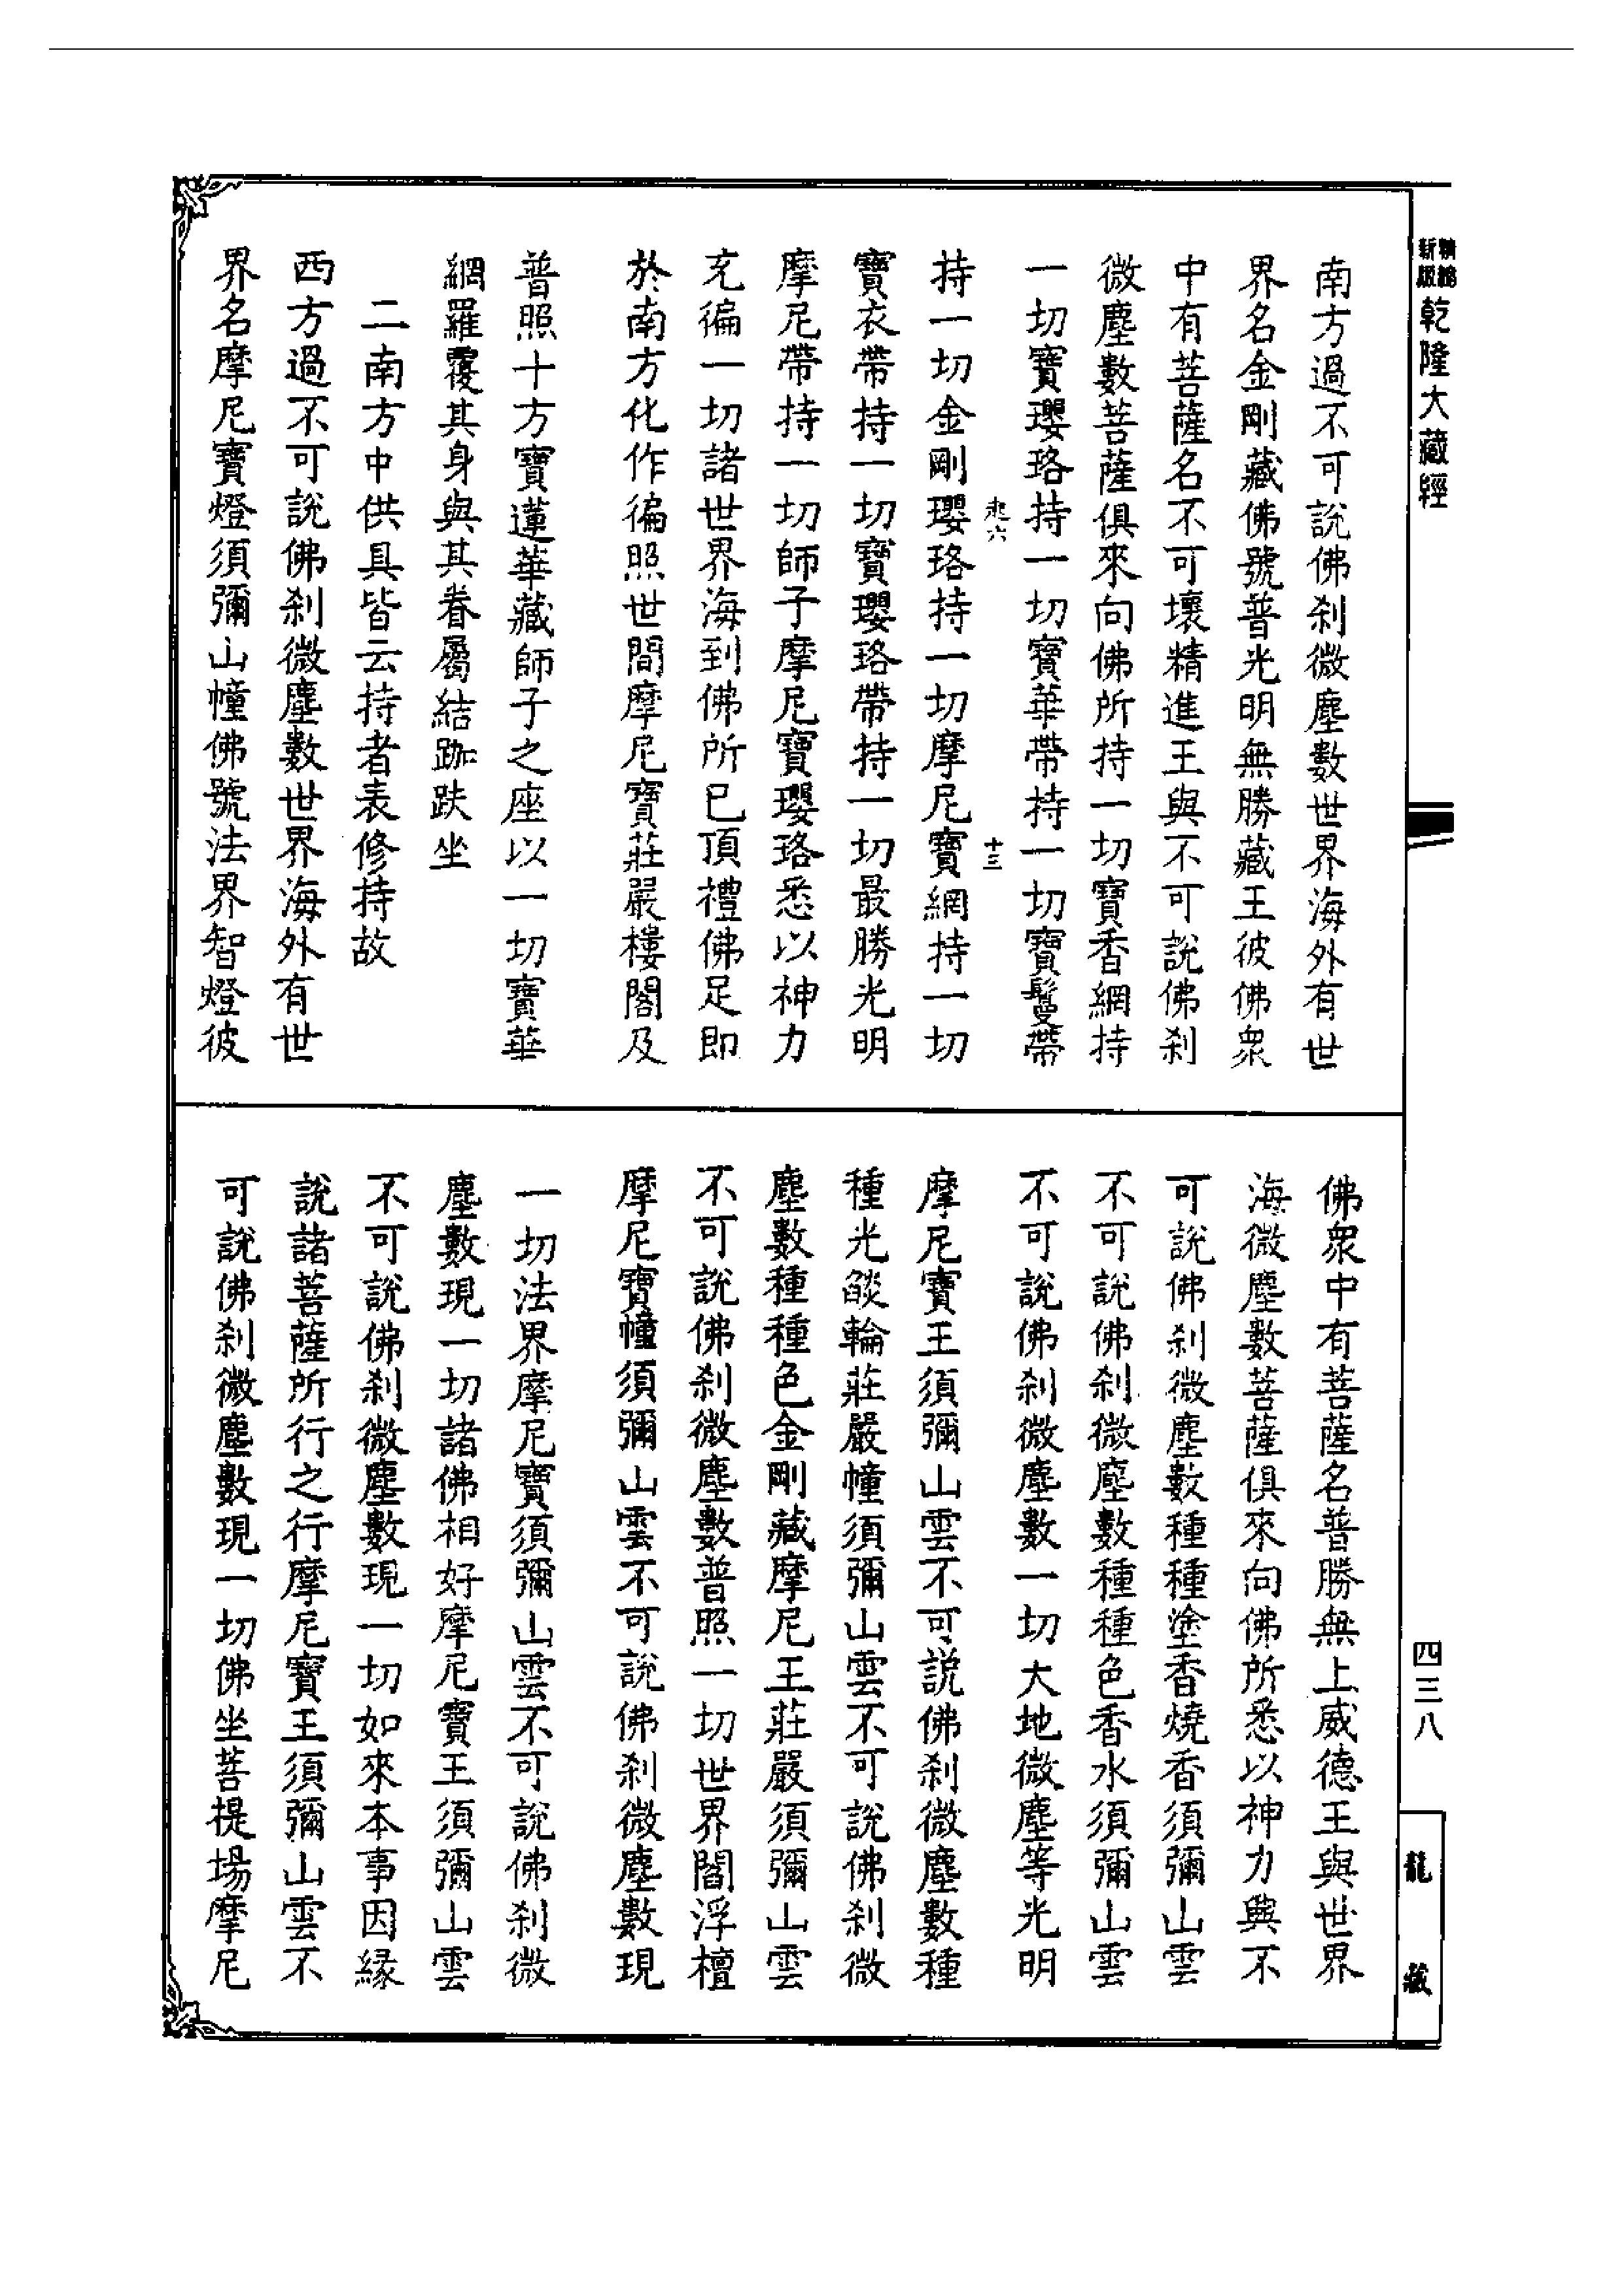 新編
縮版
乾隆大藏經
南方過不可說佛刹微塵數世界海外有世
界名金剛藏佛號普光明無勝藏王彼佛衆
中有菩薩名不可壞精進王與不可說佛刹
微塵數菩薩俱來向佛所持一切寶香網持
一切寶瓔珞持一切寶華帶持一切寶鬘帶
十三
持一切金剛瓔珞持一切摩尼寶網持一切
寶衣帶持一切寶瓔珞帶持一切最勝光明
摩尼帶持一切師子摩尼寶瓔珞悉以神力
充徧一切諸世界海到佛所已頂禮佛足即
於南方化作徧照世間摩尼寶莊嚴樓閣及
普照十方寶蓮華藏師子之座以一切寶華
網羅覆其身與其眷屬結跏趺坐
二南方中供具皆云持者表修持故
西方過不可說佛刹微塵數世界海外有世
界名摩尼寶燈須彌山幢佛號法界智燈彼
佛衆中有菩薩名普勝無上威德王與世界
海微塵數菩薩俱來向佛所悉以神力興不
可說佛刹微塵數種種塗香燒香須彌山雲
不可說佛刹微塵數種種色香水須彌山雲
不可說佛刹微塵數一切大地微塵等光明
摩尼寶王須彌山雲不可說佛刹微塵數種
種光燄輪莊嚴幢須彌山雲不可說佛刹微
塵數種種色金剛藏摩尼王莊嚴須彌山雲
不可說佛刹微塵數普照一切世界閻浮檀
摩尼寶幢須彌山雲不可說佛刹微塵數現
一切法界摩尼寶須彌山雲不可說佛刹微
塵數現一切諸佛相好摩尼寶王須彌山雲
不可說佛刹微塵數現一切如來本事因緣
說諸菩薩所行之行摩尼寶王須彌山雲不
可說佛刹微塵數現一切佛坐菩提場摩尼
四三八
龍藏